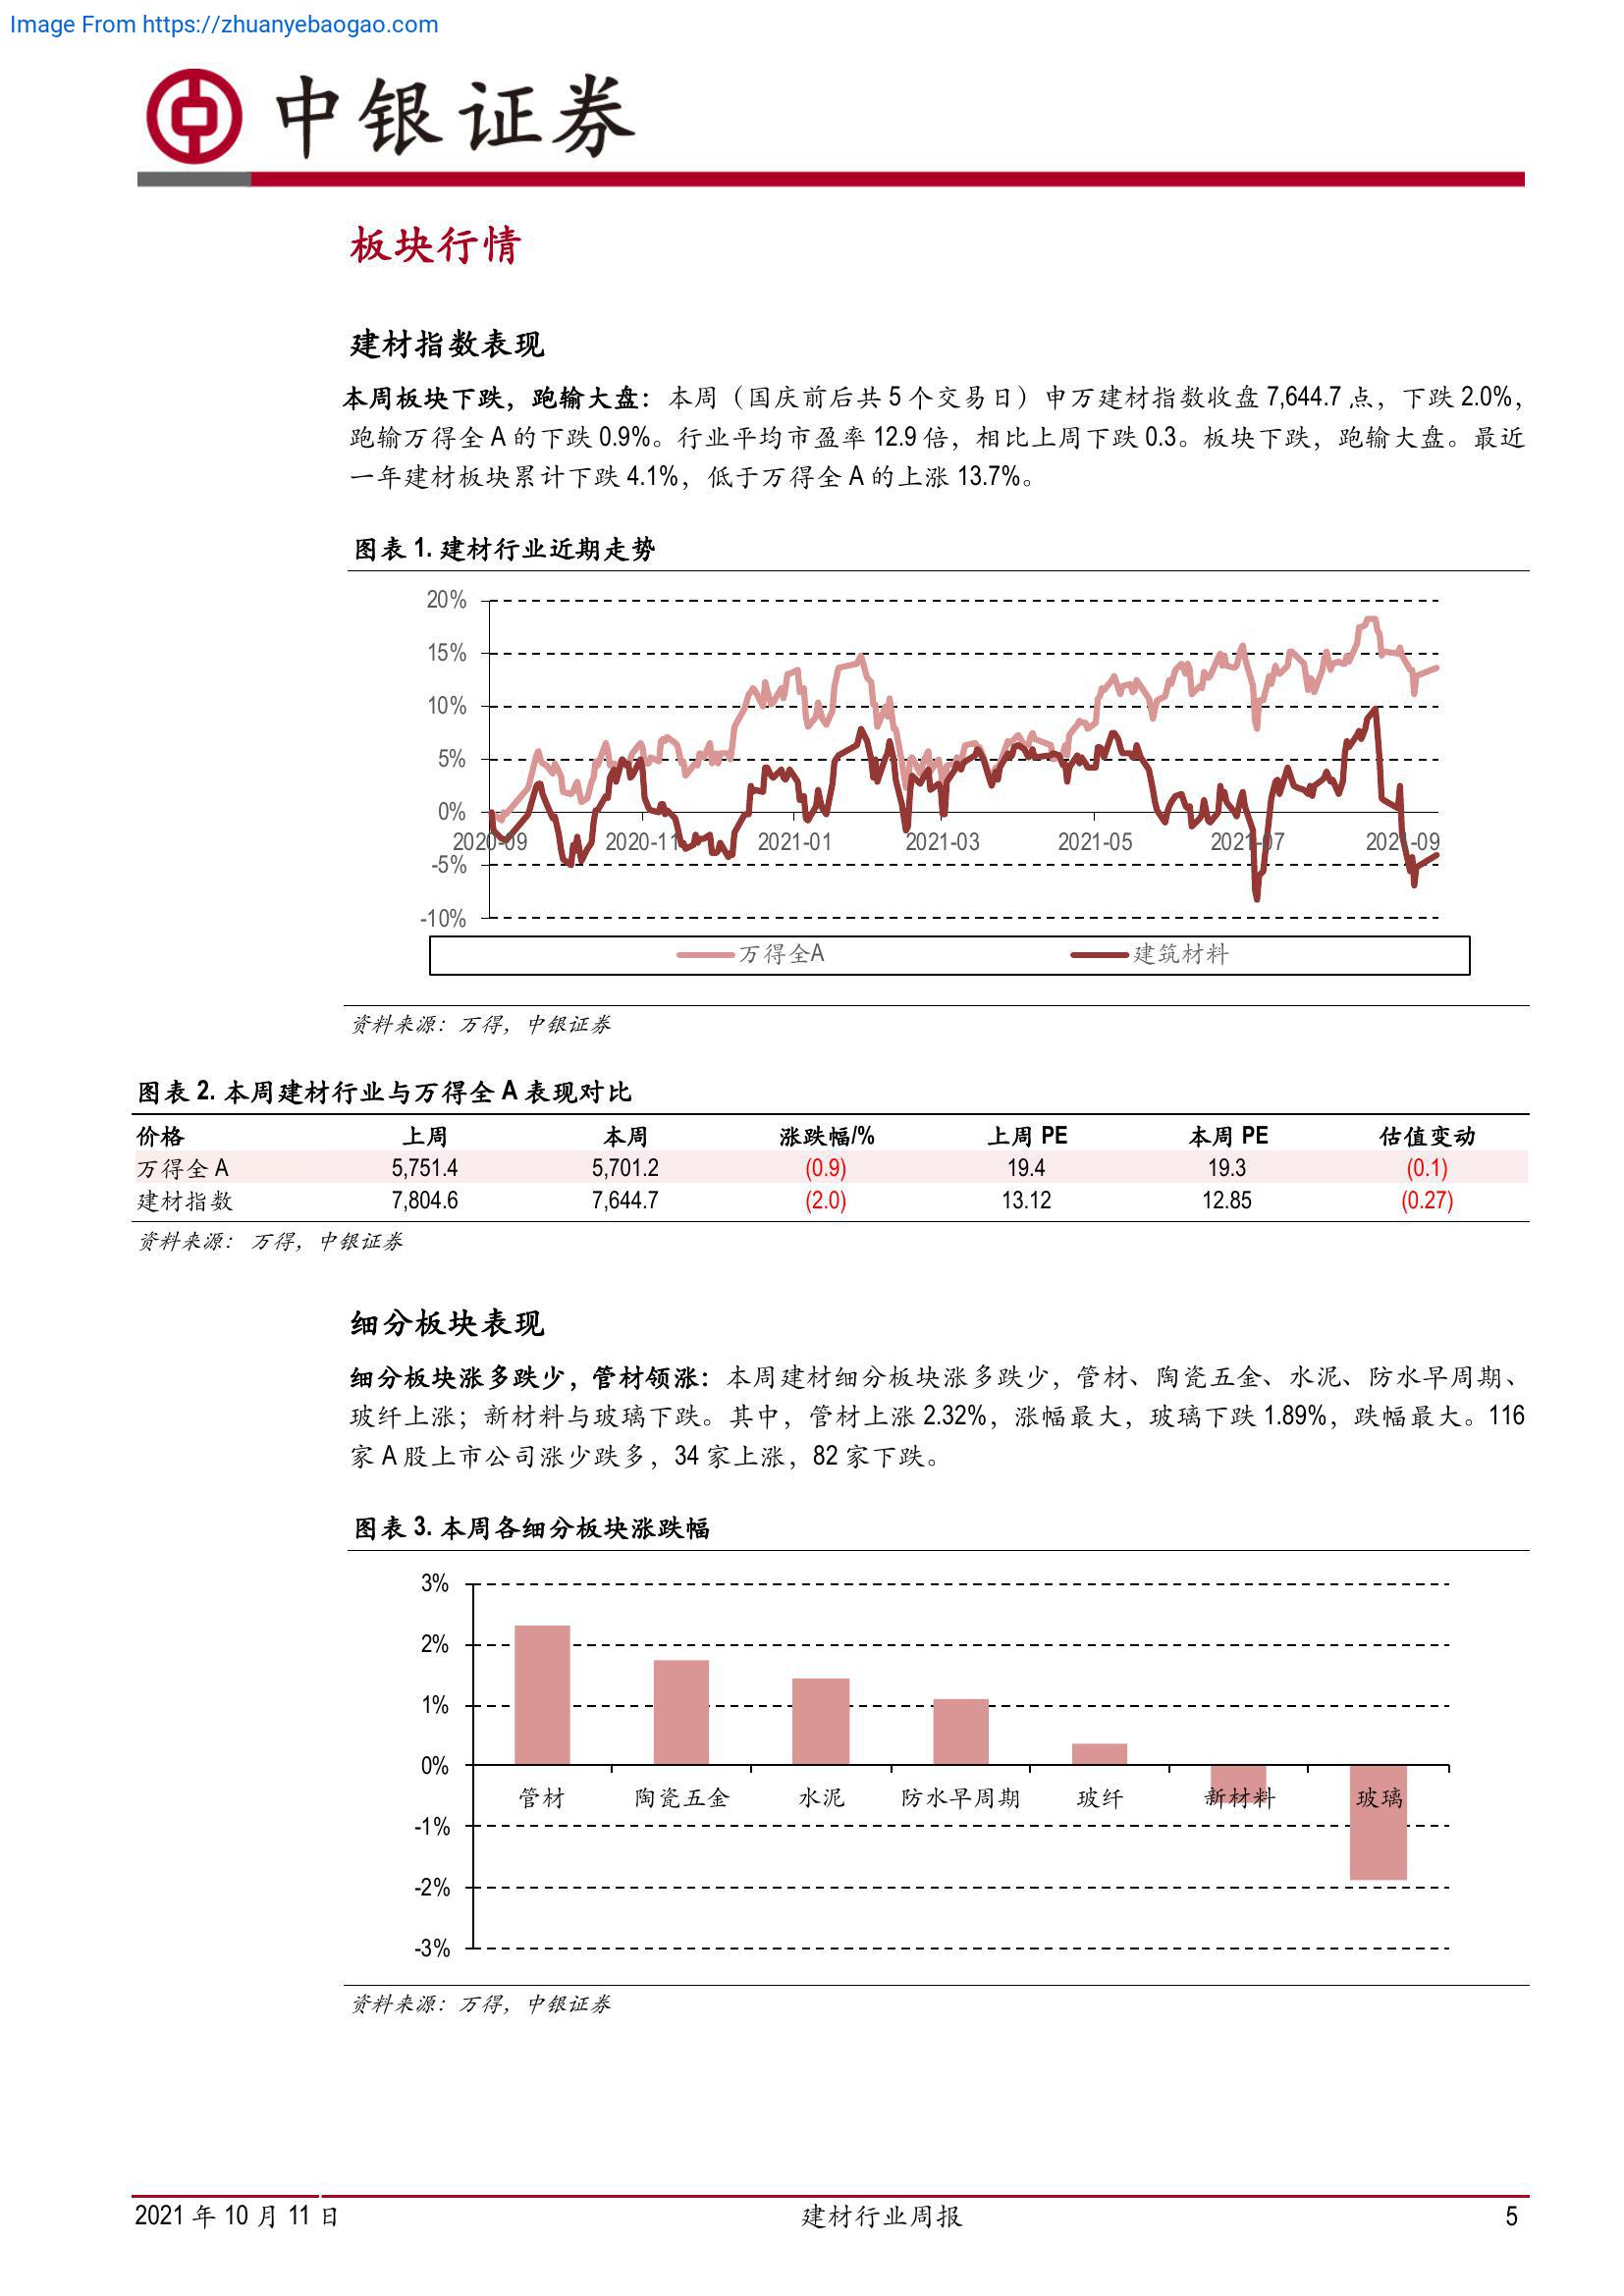 Image From https://zhuanyebaogao.com
中银证券
板块行情
建材指数表现
本周板块下跌，跑输大盘：本周（国庆前后共 5 个交易日）申万建材指数收盘 7,644.7 点，下跌 2.0%，
跑输万得全 A 的下跌 0.9%。行业平均市盈率 12.9 倍，相比上周下跌 0.3。板块下跌，跑输大盘。最近
一年建材板块累计下跌 4.1%，低于万得全 A 的上涨 13.7%。
图表 1. 建材行业近期走势
20%
15%
10%
5%
0%
2020-09 2020-11 2021-01 2021-03 2021-05 2021-07 2021-09
-5%
-10%
万得全A 建筑材料
资料来源：万得，中银证券
图表 2. 本周建材行业与万得全 A 表现对比
价格 上周 本周 涨跌幅/% 上周 PE 本周 PE 估值变动
万得全 A 5,751.4 5,701.2 (0.9) 19.4 19.3 (0.1)
建材指数 7,804.6 7,644.7 (2.0) 13.12 12.85 (0.27)
资料来源： 万得，中银证券
细分板块表现
细分板块涨多跌少，管材领涨：本周建材细分板块涨多跌少，管材、陶瓷五金、水泥、防水早周期、
玻纤上涨；新材料与玻璃下跌。其中，管材上涨 2.32%，涨幅最大，玻璃下跌 1.89%，跌幅最大。116
家 A 股上市公司涨少跌多，34 家上涨，82 家下跌。
图表 3. 本周各细分板块涨跌幅
3%
2%
1%
0%
管材 陶瓷五金 水泥 防水早周期 玻纤 新材料 玻璃
-1%
-2%
-3%
资料来源：万得，中银证券
2021 年 10 月 11 日 建材行业周报 5